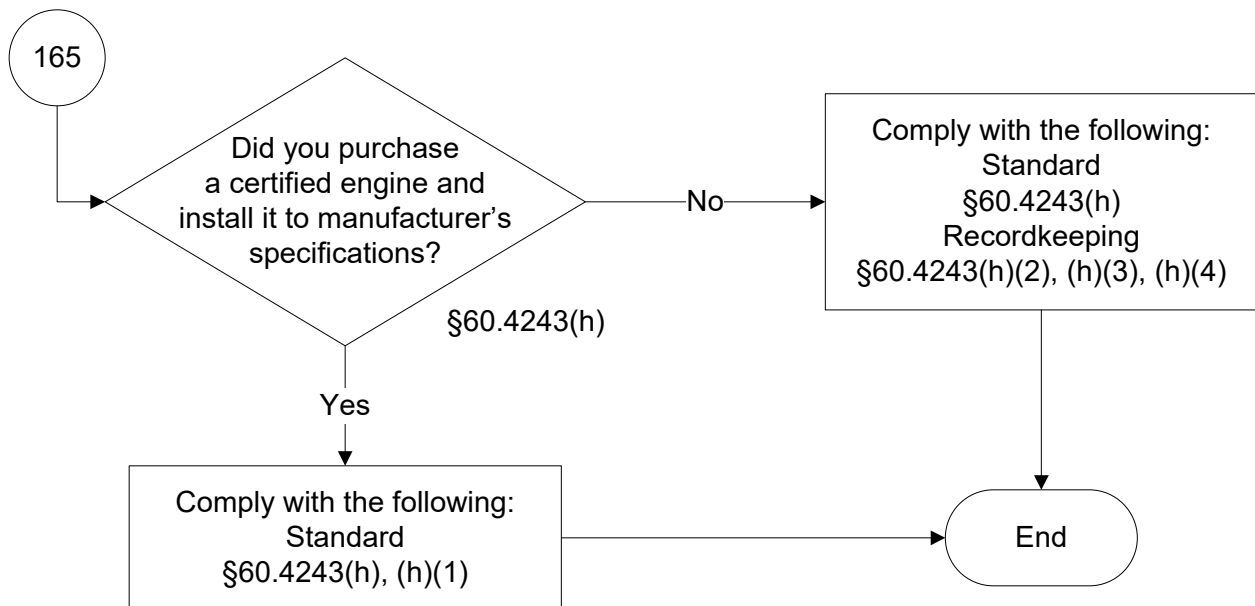 165
Did you purchase
a certified engine and
install it to manufacturer’s
specifications?
§60.4243(h)
No
Comply with the following:
Standard
§60.4243(h)
Recordkeeping
§60.4243(h)(2), (h)(3), (h)(4)
Yes
Comply with the following:
Standard
§60.4243(h), (h)(1)
End